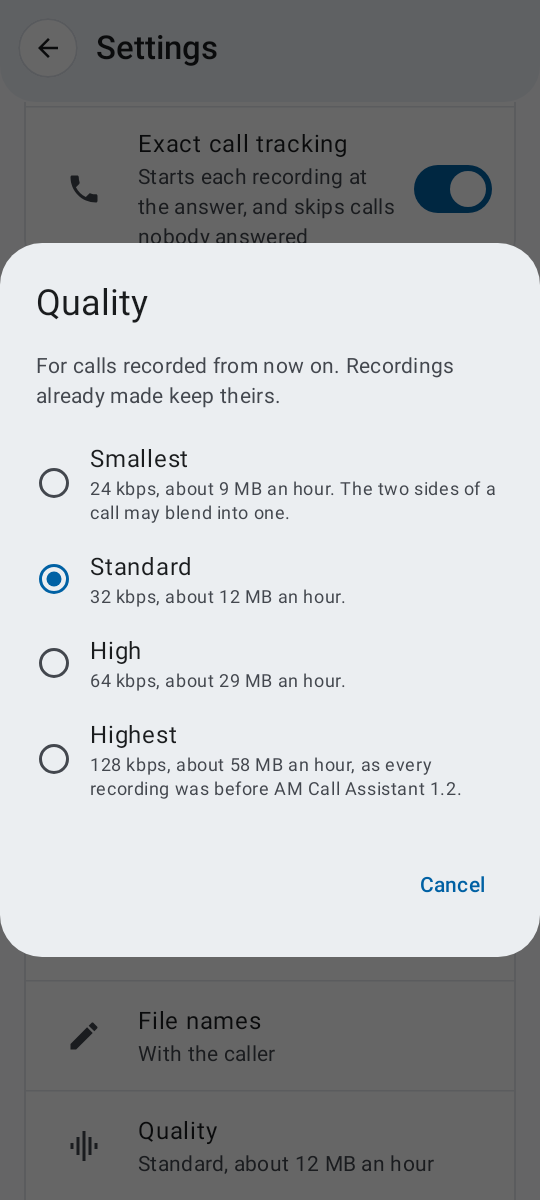 Settings
Exact call tracking
Starts each recording at
the answer, and skips calls
nobody answered
Quality
For calls recorded from now on. Recordings
already made keep theirs.
Smallest
24 kbps, about 9 MB an hour. The two sides of a
call may blend into one.
Standard
32 kbps, about 12 MB an hour.
High
64 kbps, about 29 MB an hour.
Highest
128 kbps, about 58 MB an hour, as every
recording was before AM Call Assistant 1.2.
Cancel
File names
With the caller
Quality
Standard, about 12 MB an hour